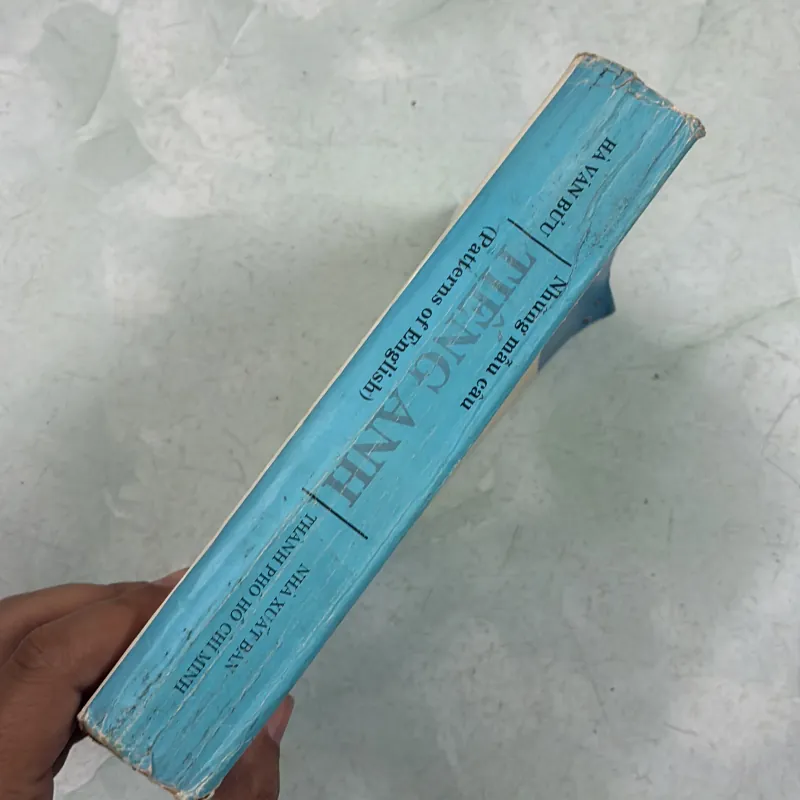 HÀ VĂN BỬU
Những mẫu câu
TIẾNG ANH
(Patterns of English)
NHÀ XUẤT BẢN
THÀNH PHỐ HỒ CHÍ MINH